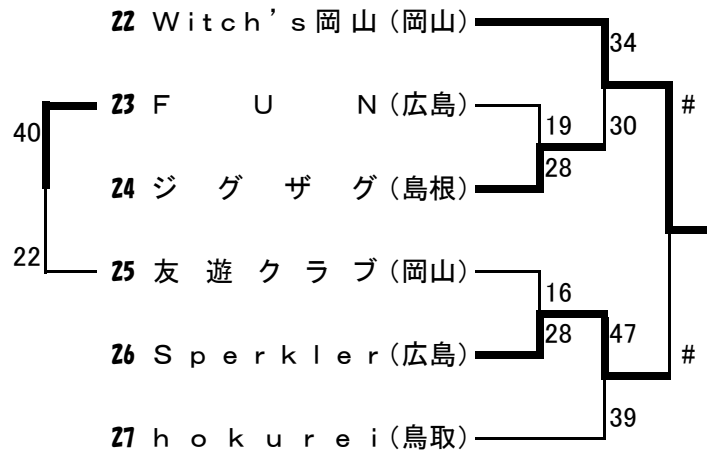 22 Witch's岡山(岡山)
34
23 FUN(広島)
#
40
19
30
28
24 ジグザグ(島根)
22
25 友遊クラブ(岡山)
16
28
47
26 Sperkler(広島)
#
39
27 hokurei(鳥取)